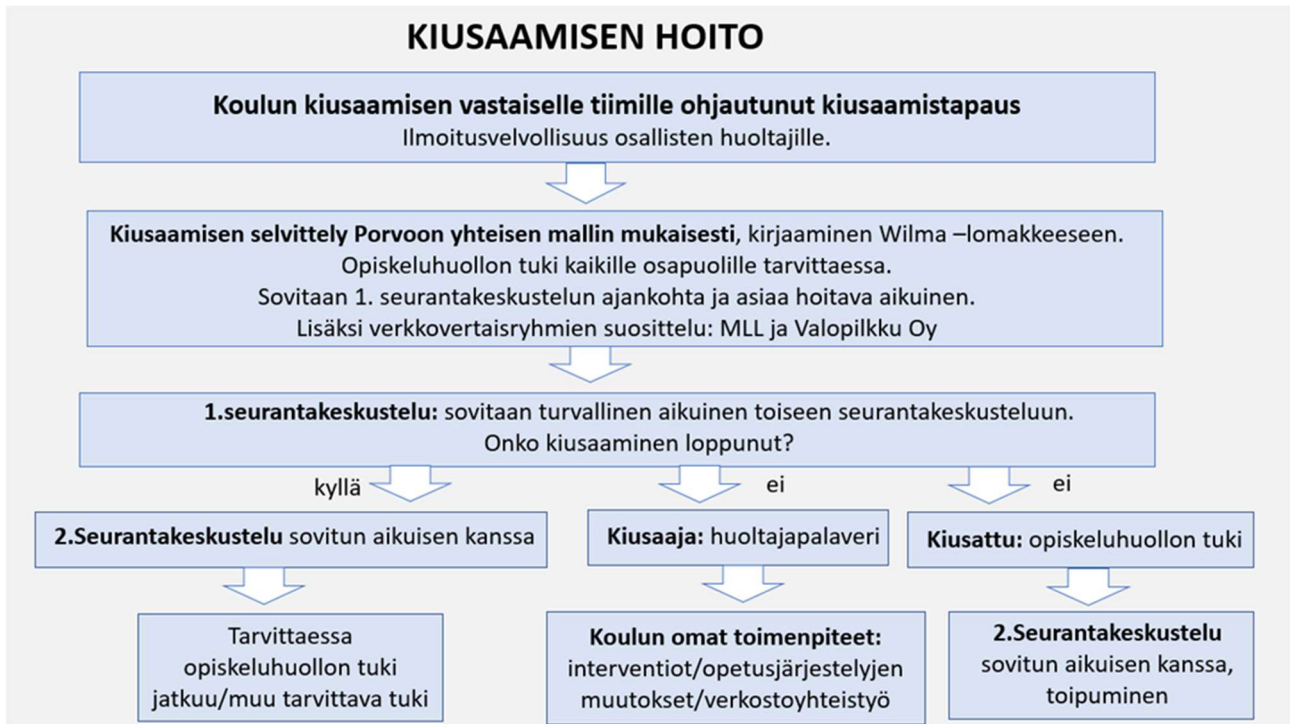 KIUSAAMISEN HOITO
Koulun kiusaamisen vastaiselle tiimille ohjautunut kiusaamistapaus
Ilmoitusvelvollisuus osallisten huoltajille.
Kiusaamisen selvittely Porvoon yhteisen mallin mukaisesti, kirjaaminen Wilma –lomakkeeseen.
Opiskeluhuollon tuki kaikille osapuolille tarvittaessa.
Sovitaan 1. seurantakeskustelun ajankohta ja asiaa hoitava aikuinen.
Lisäksi verkkovertaisryhmien suosittelu: MLL ja Valopilkku Oy
1.seurantakeskustelu: sovitaan turvallinen aikuinen toiseen seurantakeskusteluun.
Onko kiusaaminen loppunut?
kyllä
ei
ei
2.Seurantakeskustelu sovitun aikuisen kanssa
Kiusaaja: huoltajapalaveri
Kiusattu: opiskeluhuollon tuki
Tarvittaessa
opiskeluhuollon tuki
jatkuu/muu tarvittava tuki
Koulun omat toimenpiteet:
interventiot/opetusjärjestelyjen
muutokset/verkostoyhteistyö
2.Seurantakeskustelu
sovitun aikuisen kanssa,
toipuminen